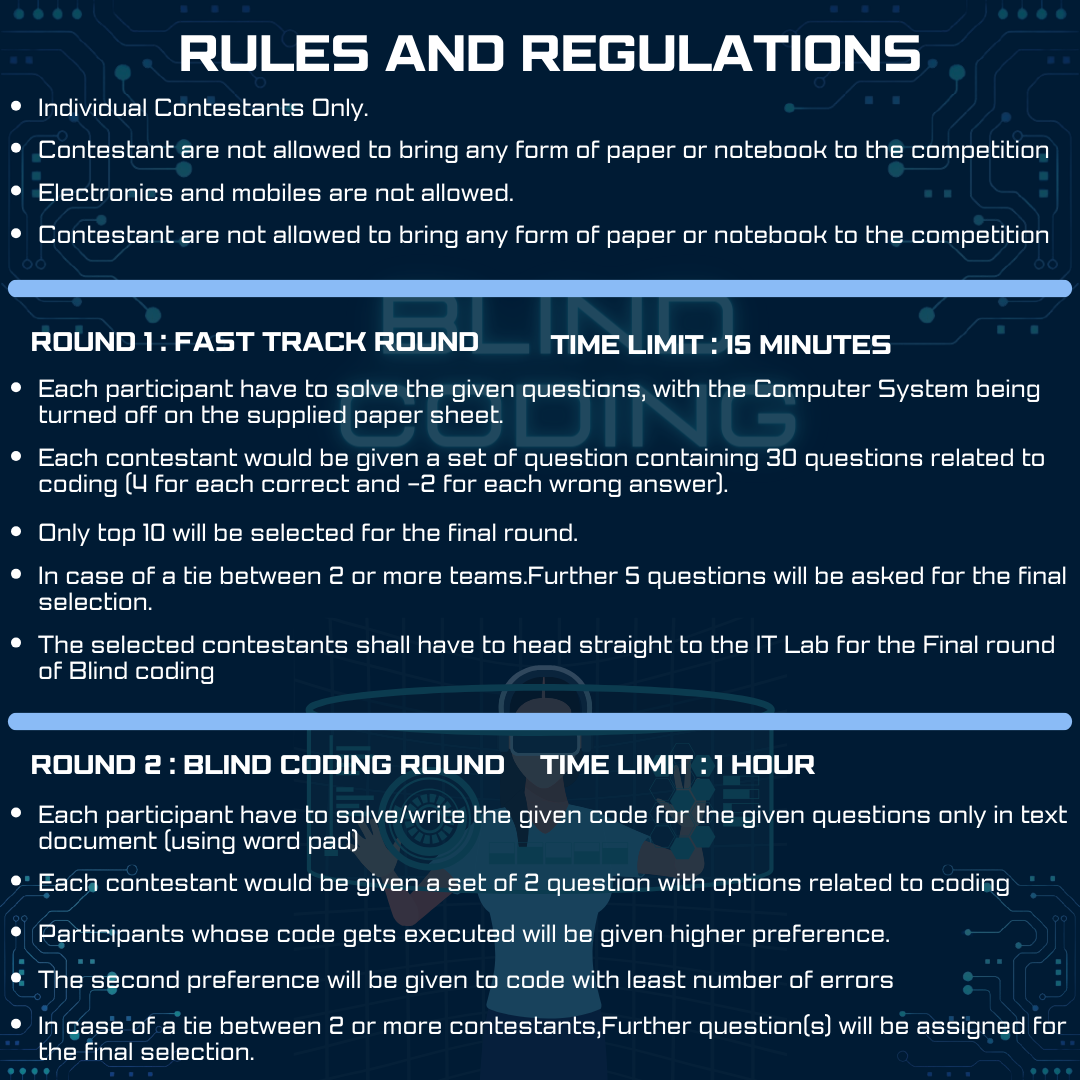 RULES AND REGULATIONS
• Individual Contestants Only.
• Contestant are not allowed to bring any form of paper or notebook to the competition
• Electronics and mobiles are not allowed.
• Contestant are not allowed to bring any form of paper or notebook to the competition
BLIND
CODING
ROUND 1 : FAST TRACK ROUND TIME LIMIT : 15 MINUTES
• Each participant have to solve the given questions, with the Computer System being
turned off on the supplied paper sheet.
• Each contestant would be given a set of question containing 30 questions related to
coding (4 for each correct and -2 for each wrong answer).
• Only top 10 will be selected for the final round.
• In case of a tie between 2 or more teams.Further 5 questions will be asked for the final
selection.
• The selected contestants shall have to head straight to the IT Lab for the Final round
of Blind coding
ROUND 2 : BLIND CODING ROUND TIME LIMIT : 1 HOUR
• Each participant have to solve/write the given code for the given questions only in text
document (using word pad)
• Each contestant would be given a set of 2 question with options related to coding
• Participants whose code gets executed will be given higher preference.
• The second preference will be given to code with least number of errors
• In case of a tie between 2 or more contestants,Further question(s) will be assigned for
the final selection.